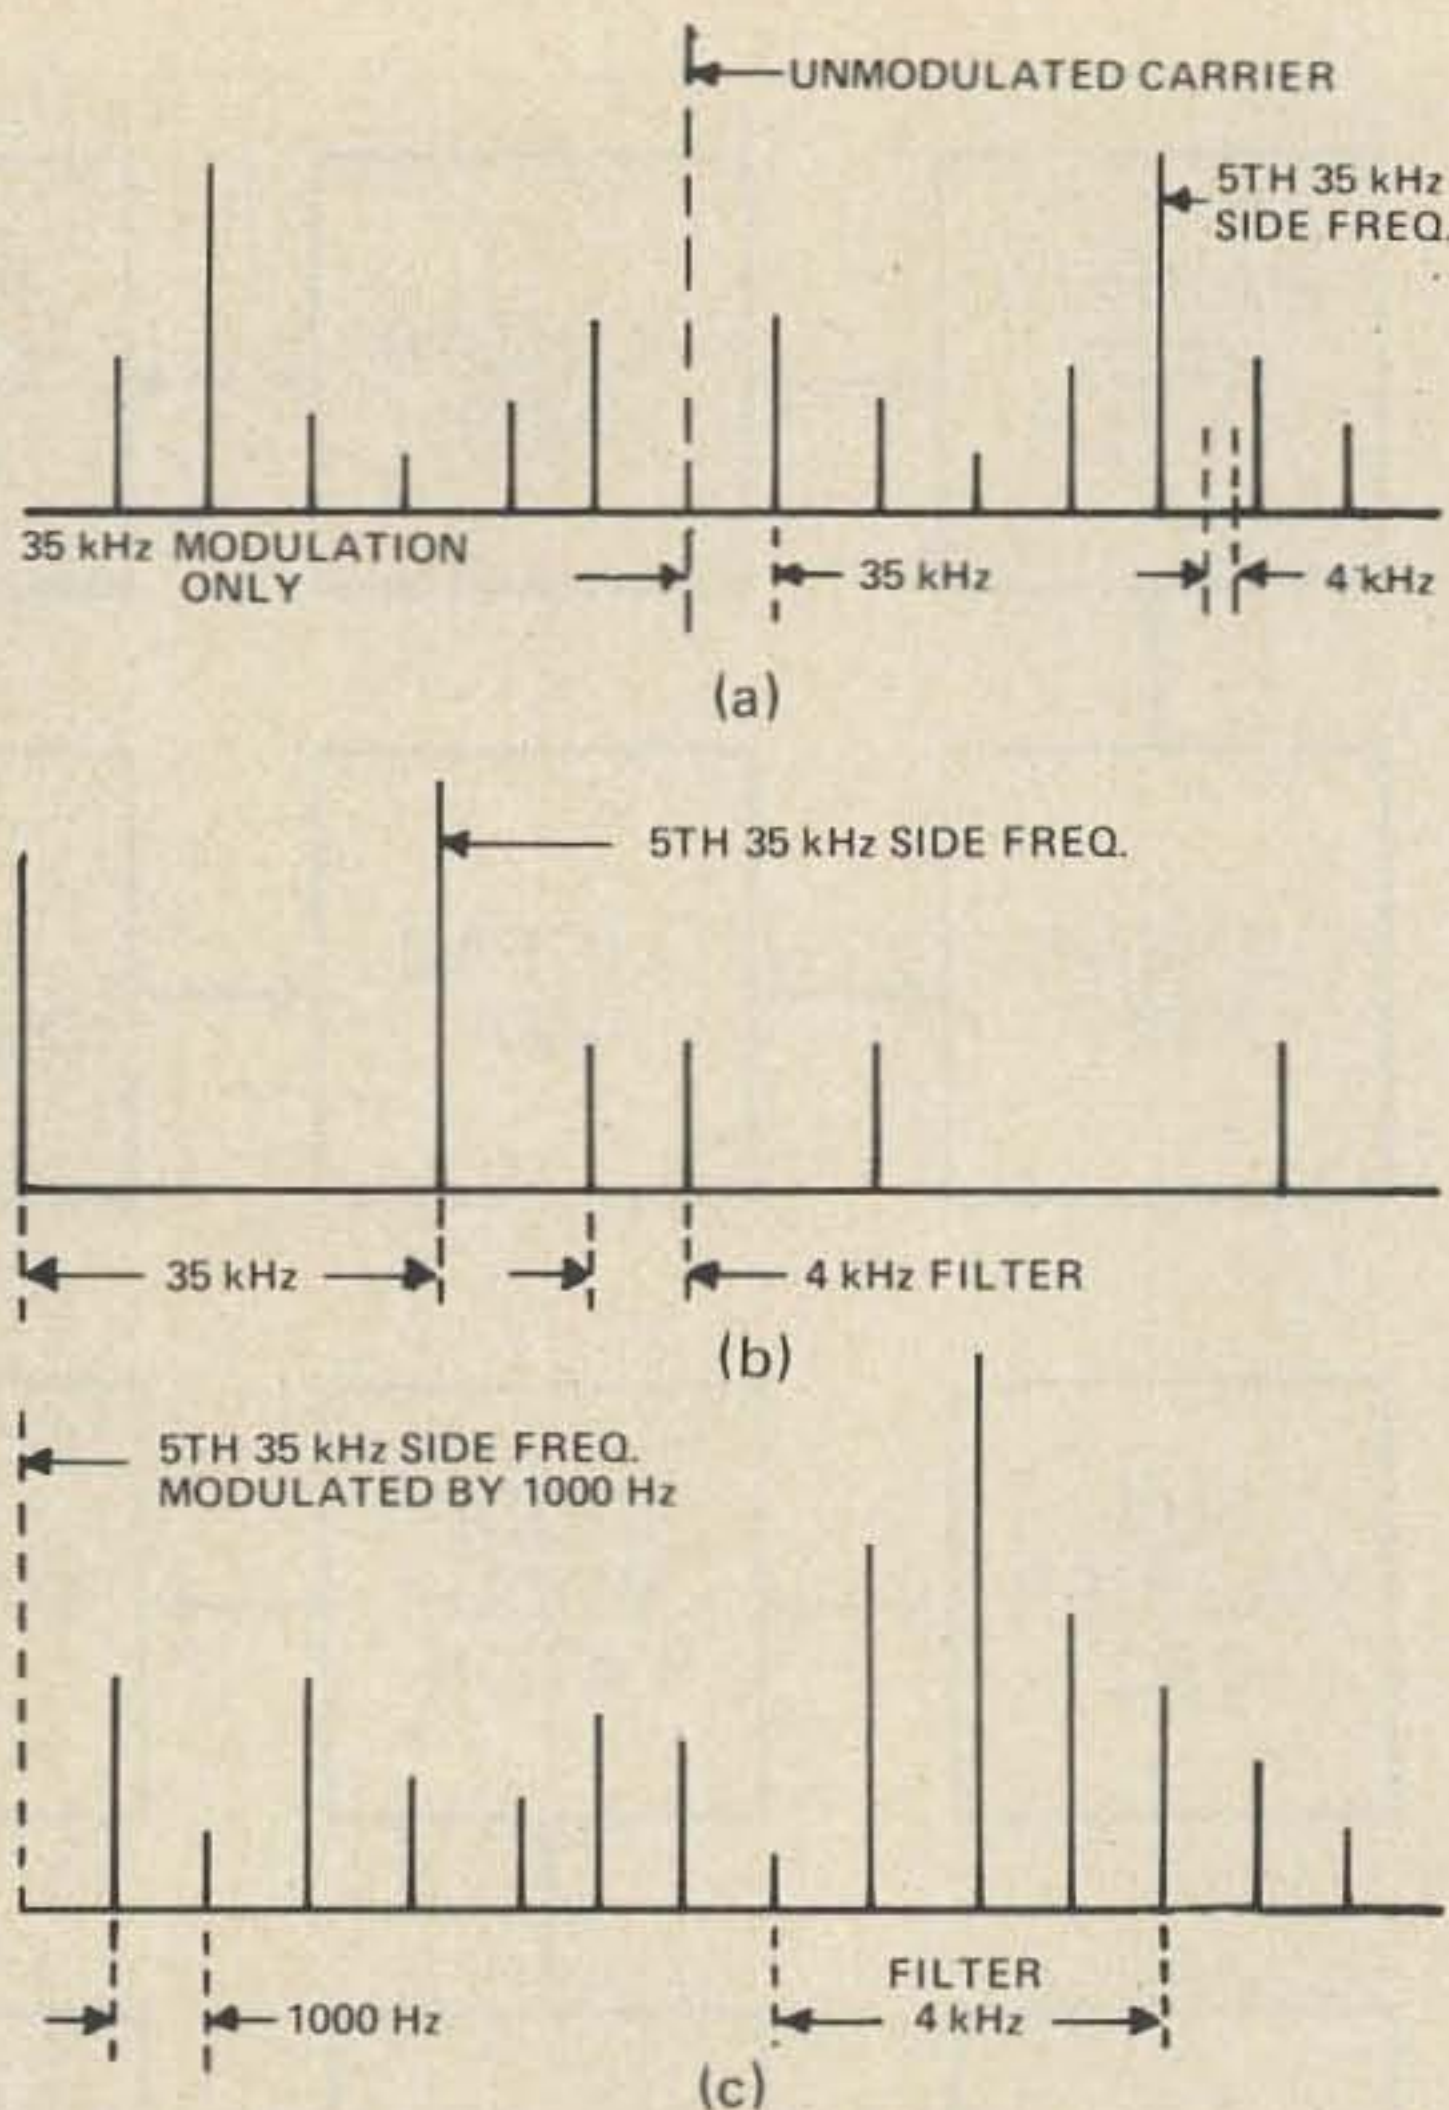 UNMODULATED CARRIER
5TH 35 kHz
SIDE FREQ.
35 kHz MODULATION
ONLY
35 kHz
4 kHz
(a)
5TH 35 kHz SIDE FREQ.
35 kHz
4 kHz FILTER
(b)
5TH 35 kHz SIDE FREQ.
MODULATED BY 1000 Hz
1000 Hz
FILTER
4 kHz
(c)